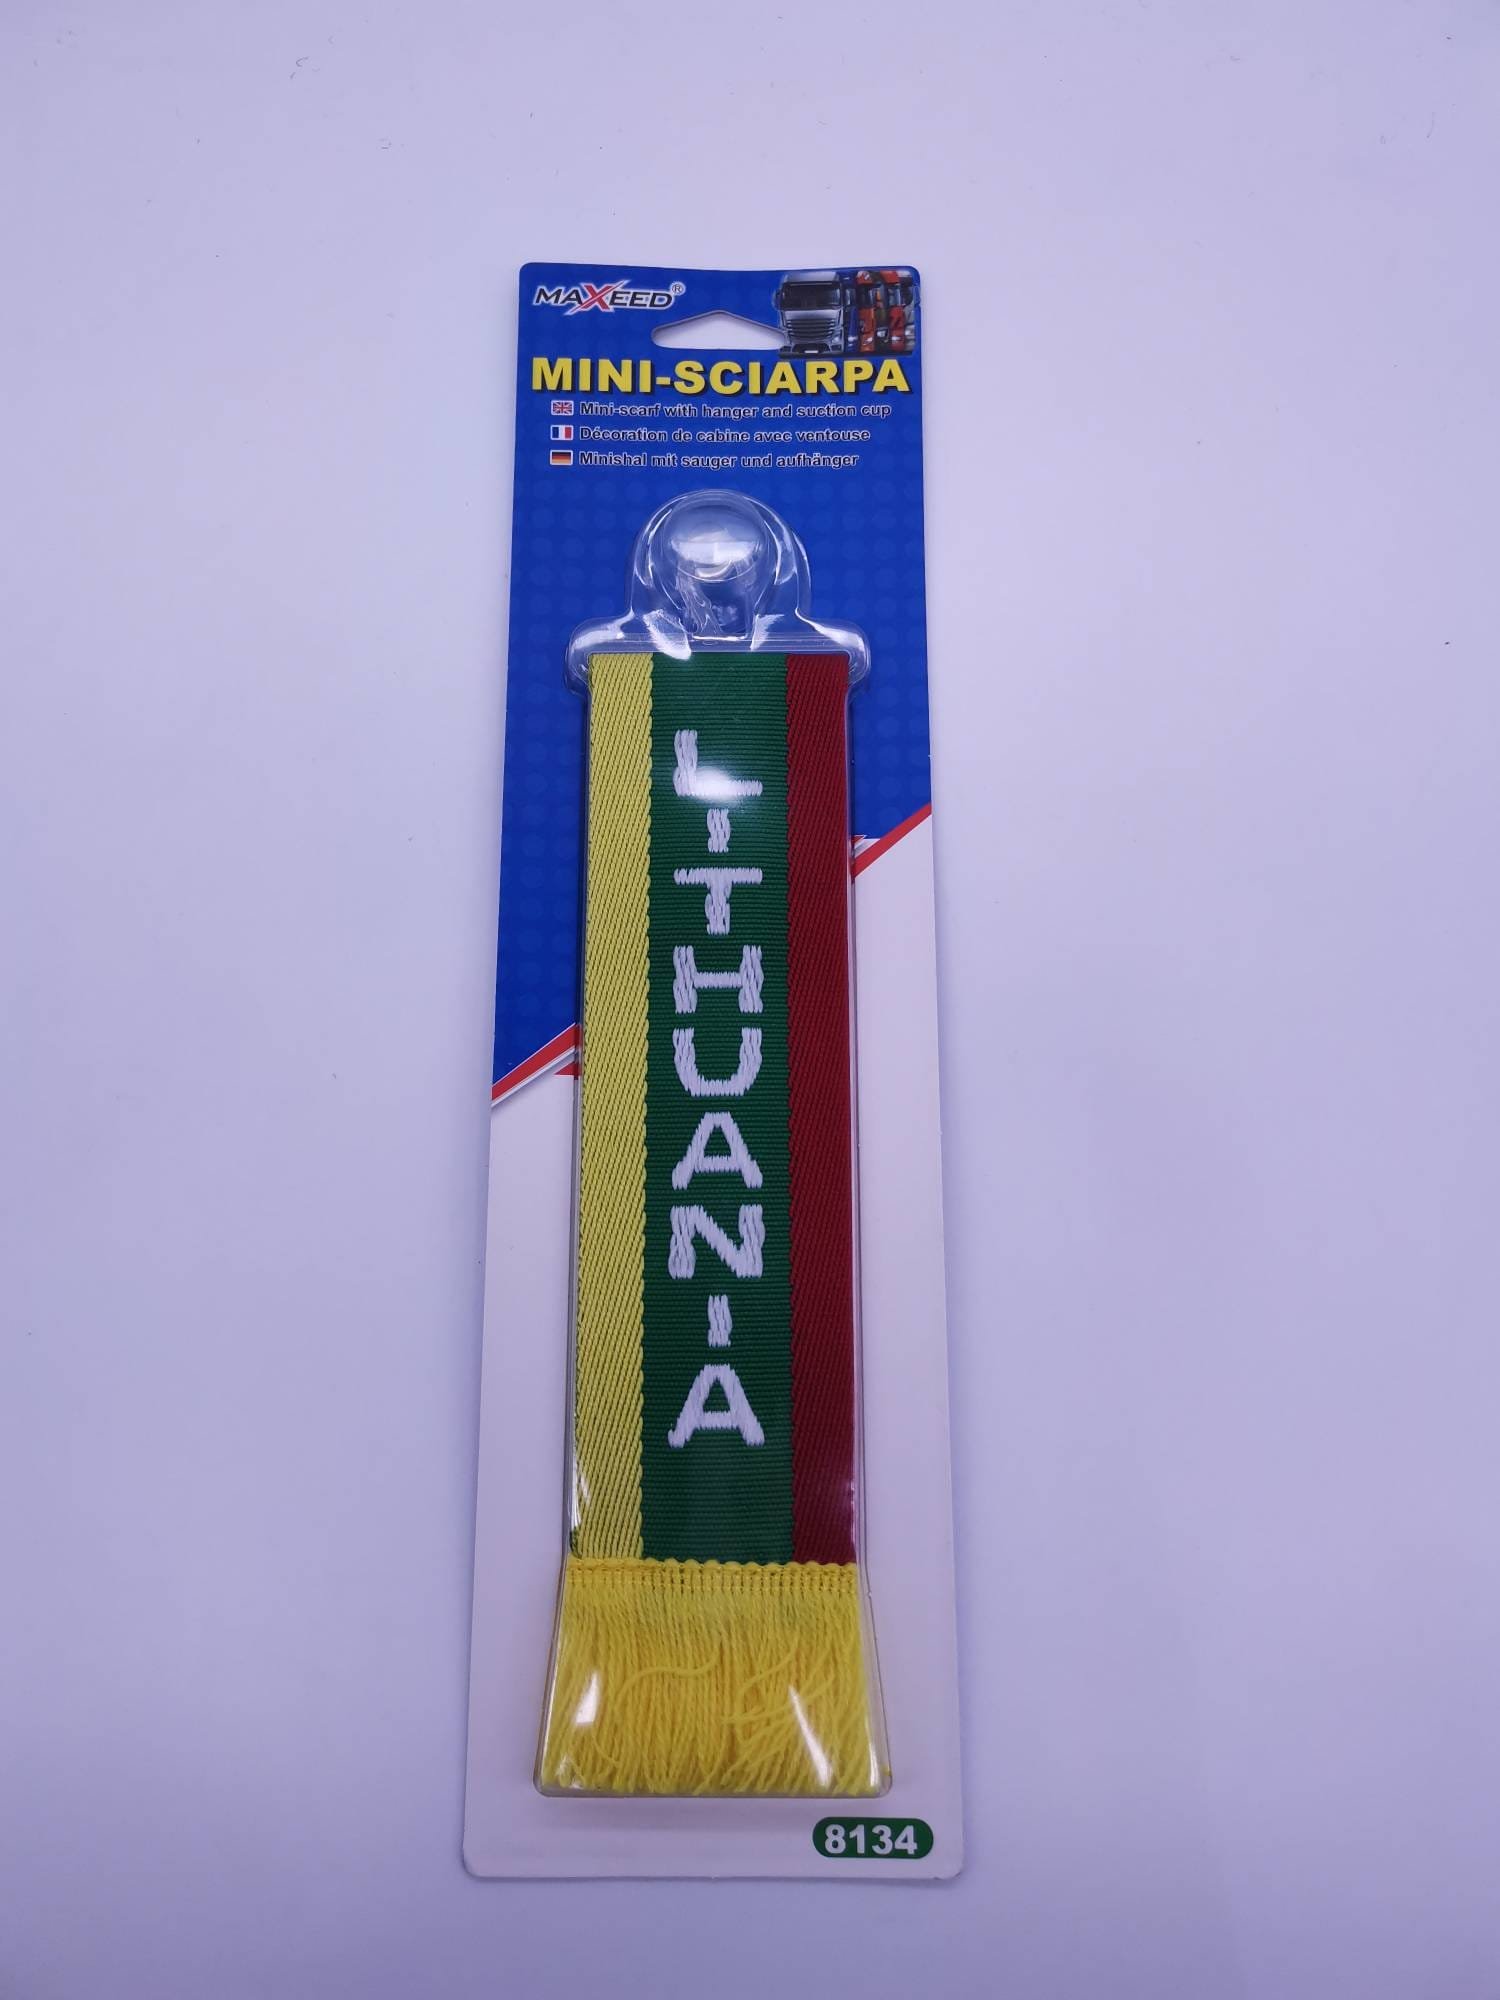 MAXEED®
MINI-SCIARPA
Mini-scarf with hanger and suction cup
Décoration de cabine avec ventouse
Minishal mit sauger und aufhänger
LITHUANIA
8134